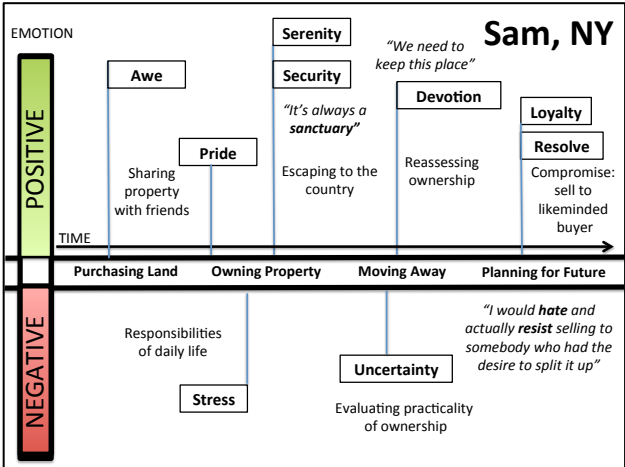 EMOTION
Sam, NY
POSITIVE
Serenity
Security
Awe
"We need to
keep this place"
Devotion
"It's always a
sanctuary"
Loyalty
Resolve
Pride
Sharing
property
with friends
Escaping to the
country
Reassessing
ownership
Compromise:
sell to
likeminded
buyer
TIME
Purchasing Land
Owning Property
Moving Away
Planning for Future
NEGATIVE
Responsibilities
of daily life
Stress
Uncertainty
Evaluating practicality
of ownership
"I would hate and
actually resist selling to
somebody who had the
desire to split it up"